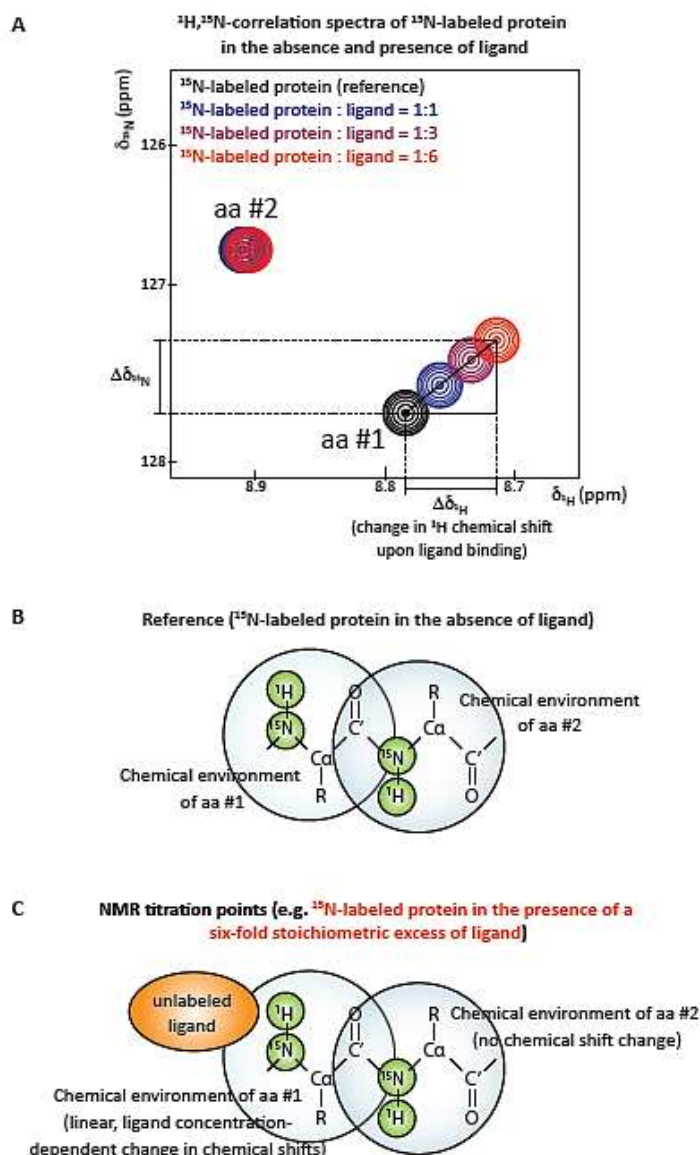 A
¹H,¹⁵N-correlation spectra of ¹⁵N-labeled protein
in the absence and presence of ligand
¹⁵N-labeled protein (reference)
¹⁵N-labeled protein : ligand = 1:1
¹⁵N-labeled protein : ligand = 1:3
¹⁵N-labeled protein : ligand = 1:6
δ¹⁵N (ppm)
126
127
128
aa #2
aa #1
Δδ¹⁵N
8.9
8.8
8.7
δ¹H (ppm)
Δδ¹H
(change in ¹H chemical shift
upon ligand binding)
B
Reference (¹⁵N-labeled protein in the absence of ligand)
¹H
¹⁵N
Cα
R
O
C'
¹⁵N
¹H
R
Cα
C'
O
Chemical environment
of aa #1
Chemical environment
of aa #2
C
NMR titration points (e.g. ¹⁵N-labeled protein in the presence of a
six-fold stoichiometric excess of ligand)
unlabeled
ligand
¹H
¹⁵N
Cα
R
O
C'
¹⁵N
¹H
R
Cα
C'
O
Chemical environment of aa #2
(no chemical shift change)
Chemical environment of aa #1
(linear, ligand concentration-
dependent change in chemical shifts)